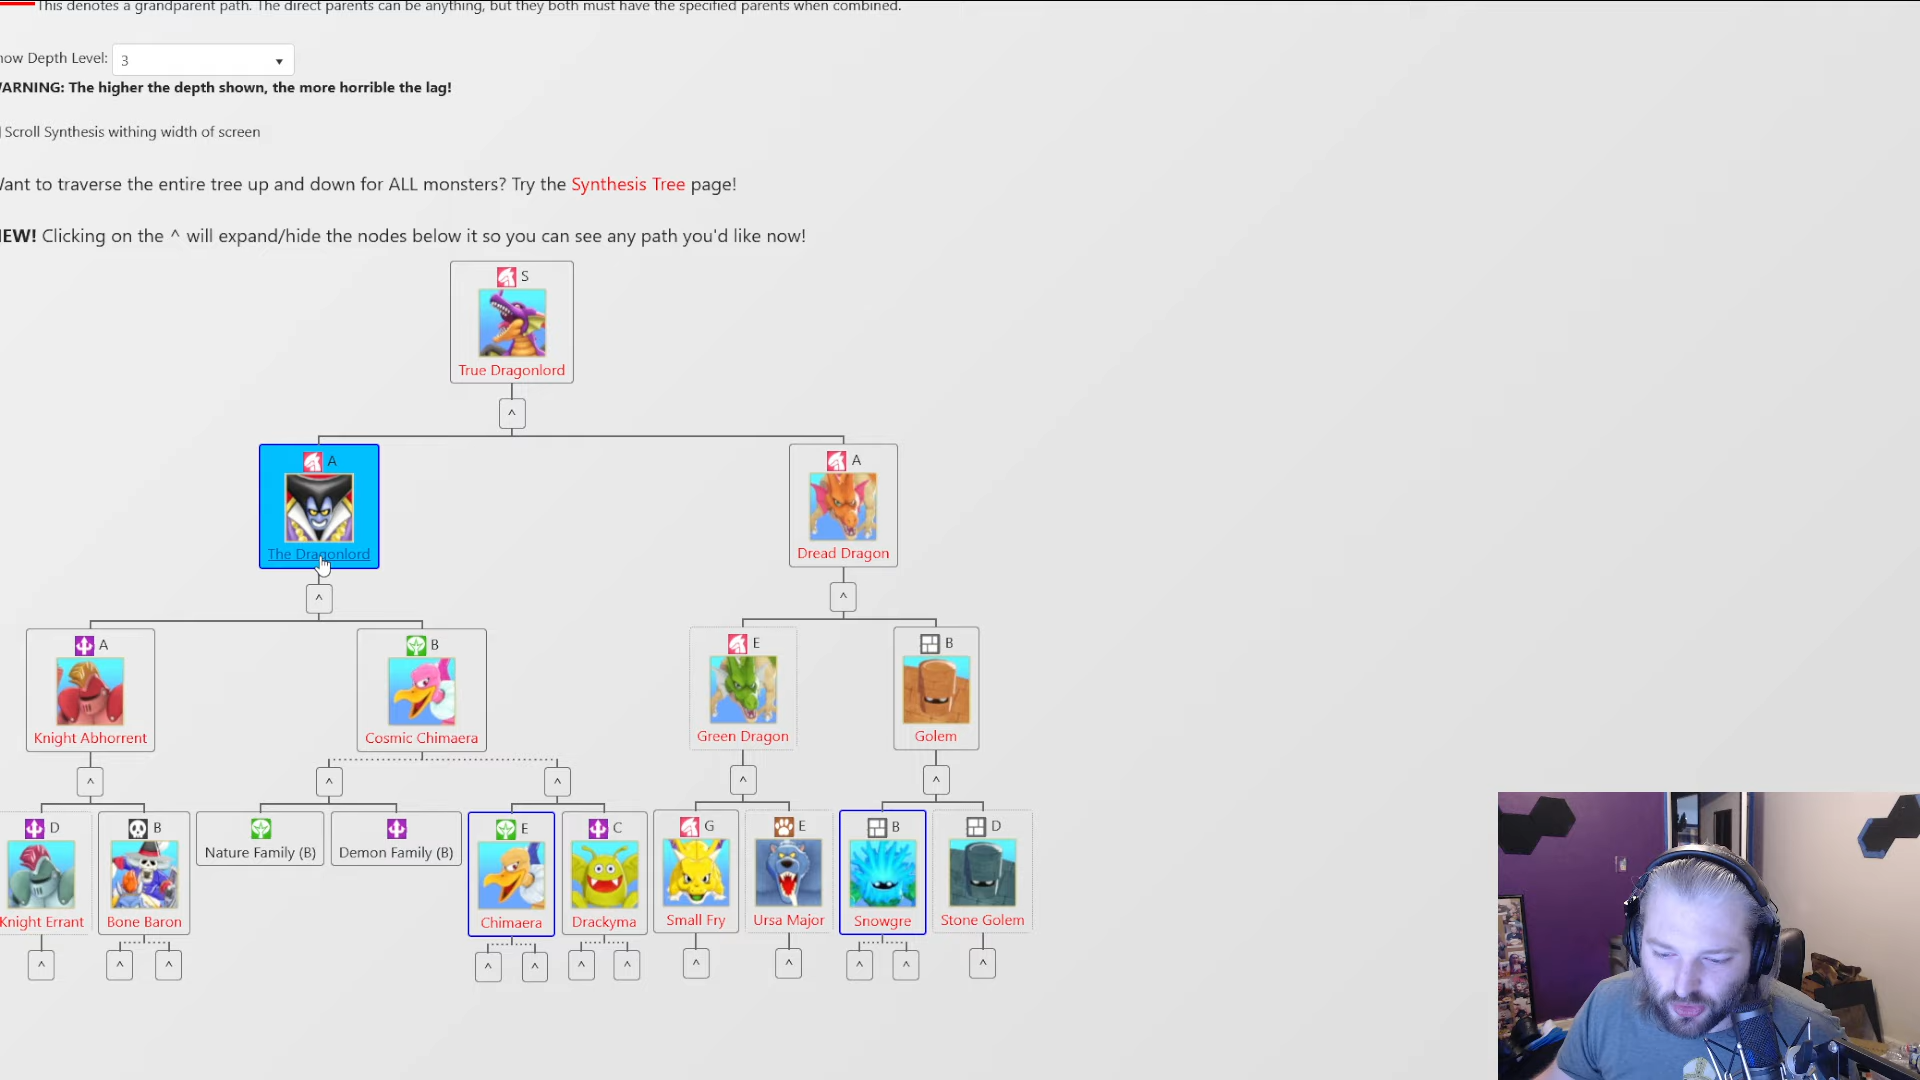 This denotes a grandparent path. The direct parents can be anything, but they both must have the specified parents when combined.
how Depth Level: 3
WARNING: The higher the depth shown, the more horrible the lag!
Scroll Synthesis withing width of screen
Want to traverse the entire tree up and down for ALL monsters? Try the Synthesis Tree page!
NEW! Clicking on the ^ will expand/hide the nodes below it so you can see any path you'd like now!
S
True Dragonlord
^
A
The Dragonlord
A
Dread Dragon
^ ^
A
Knight Abhorrent
B
Cosmic Chimaera
E
Green Dragon
B
Golem
^ ^ ^ ^ ^
D
Knight Errant
B
Bone Baron
Nature Family (B)
Demon Family (B)
E
Chimaera
C
Drackyma
G
Small Fry
E
Ursa Major
B
Snowgre
D
Stone Golem
^ ^ ^ ^ ^ ^ ^ ^ ^ ^ ^ ^